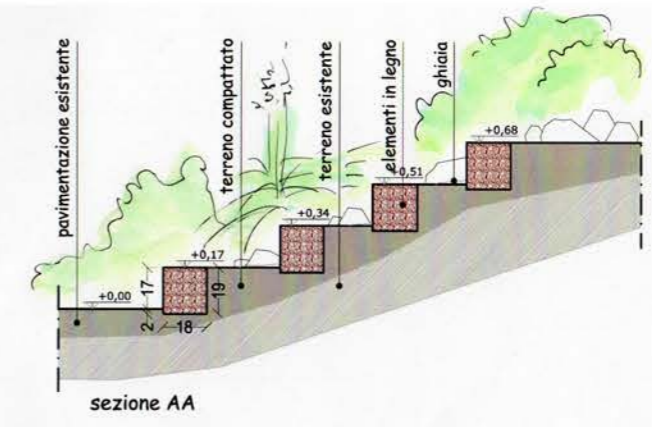 pavimentazione esistente
terreno compattato
terreno esistente
elementi in legno
ghiaia
+0,68
+0,51
+0,34
+0,17
+0,00
17
19
2
18
sezione AA